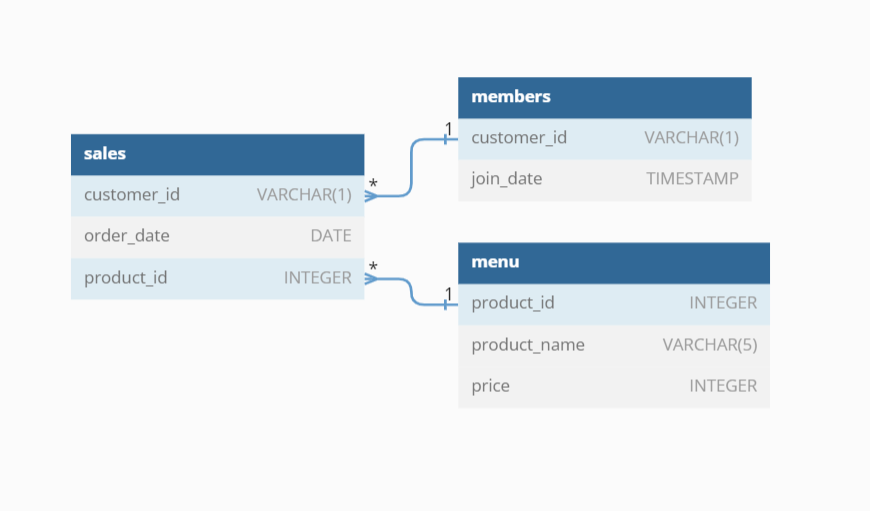 sales
customer_id VARCHAR(1)
order_date DATE
product_id INTEGER
*
*
1
1
members
customer_id VARCHAR(1)
join_date TIMESTAMP
menu
product_id INTEGER
product_name VARCHAR(5)
price INTEGER